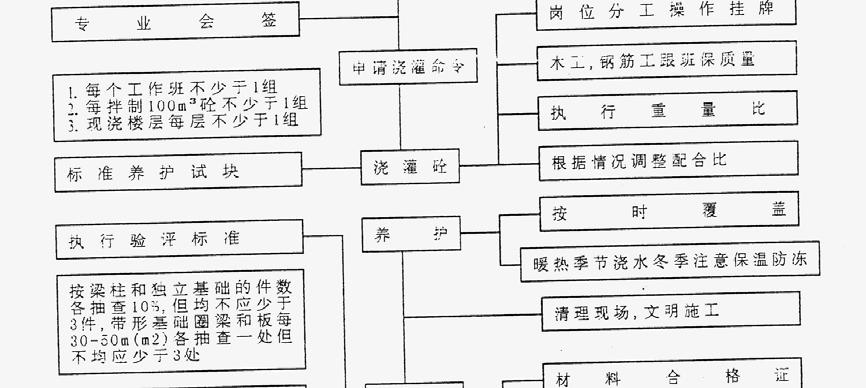 专业会签
岗位分工操作挂牌
申请浇灌命令
木工,钢筋工跟班保质量
1.每个工作班不少于1组
2.每拌制100m³砼不少于1组
3.现浇楼层每层不少于1组
执行重量比
标准养护试块
浇灌砼
根据情况调整配合比
执行验评标准
养护
按时覆盖
暖热季节浇水冬季注意保温防冻
按梁柱和独立基础的件数
各抽查10%,但均不应少于
3件,带形基础圈梁和板每
30-50m(m2)各抽查一处但
不均应少于3处
清理现场,文明施工
材料合格证